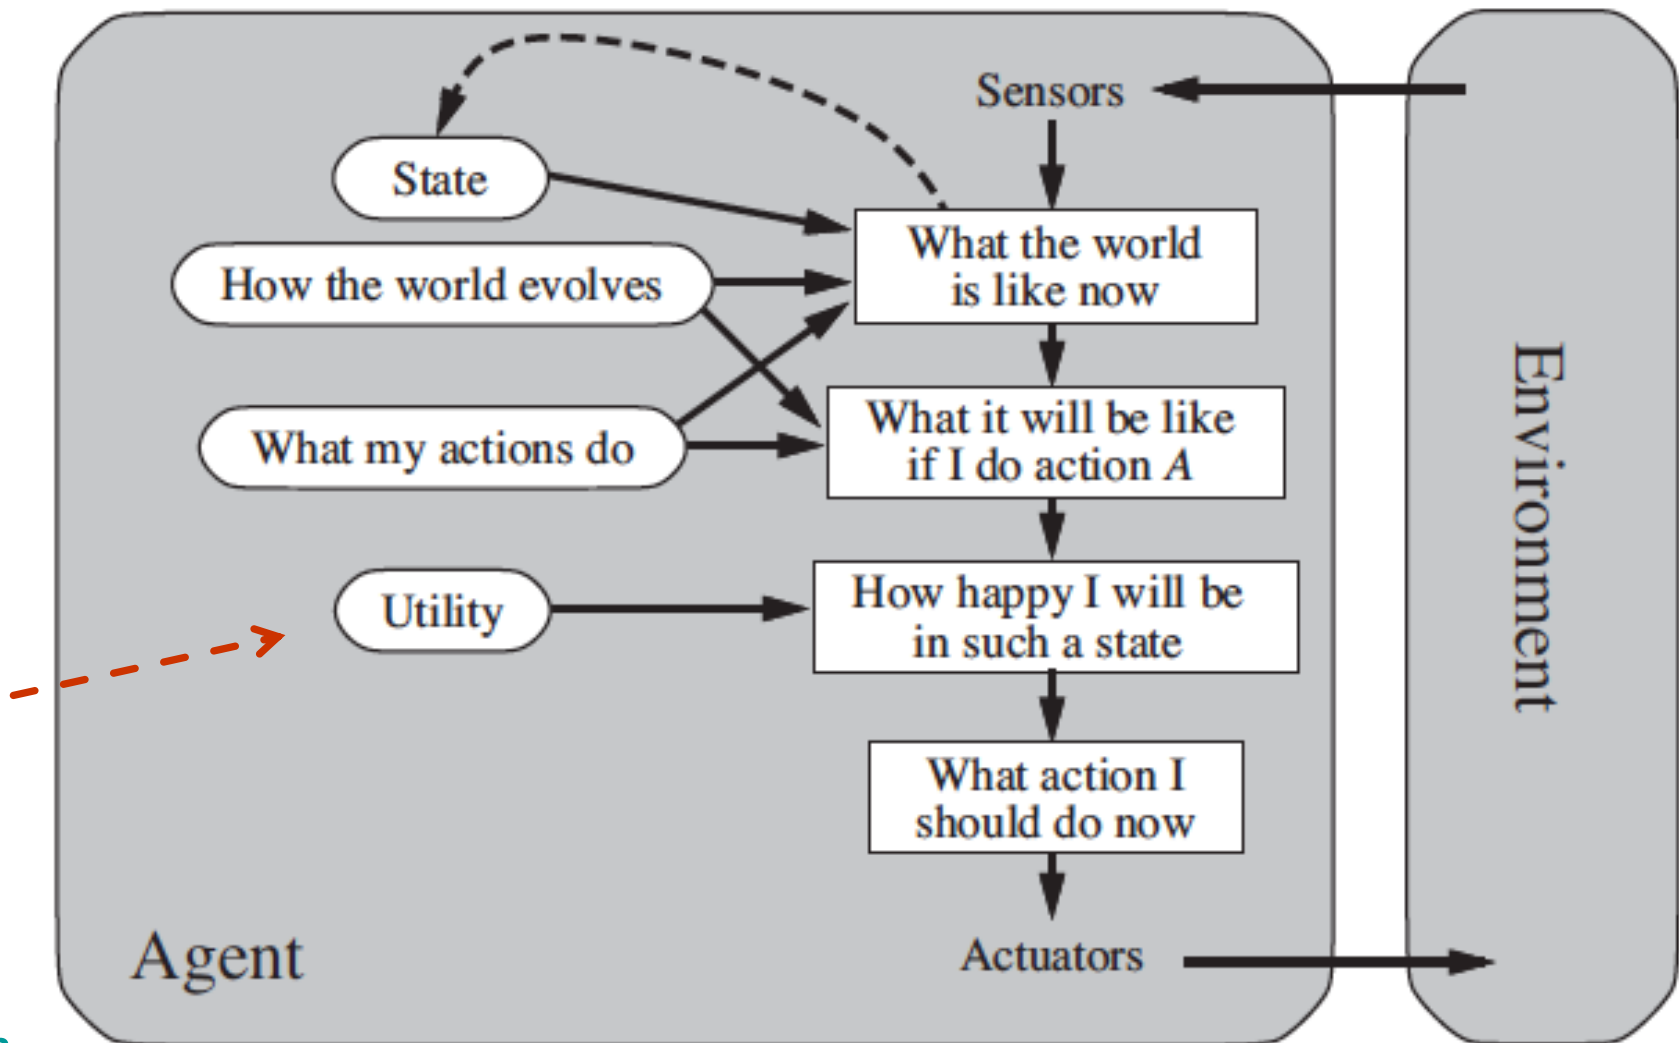 Sensors
State
What the world
is like now
How the world evolves
What it will be like
if I do action A
What my actions do
How happy I will be
in such a state
Utility
What action I
should do now
Agent
Actuators
Environment